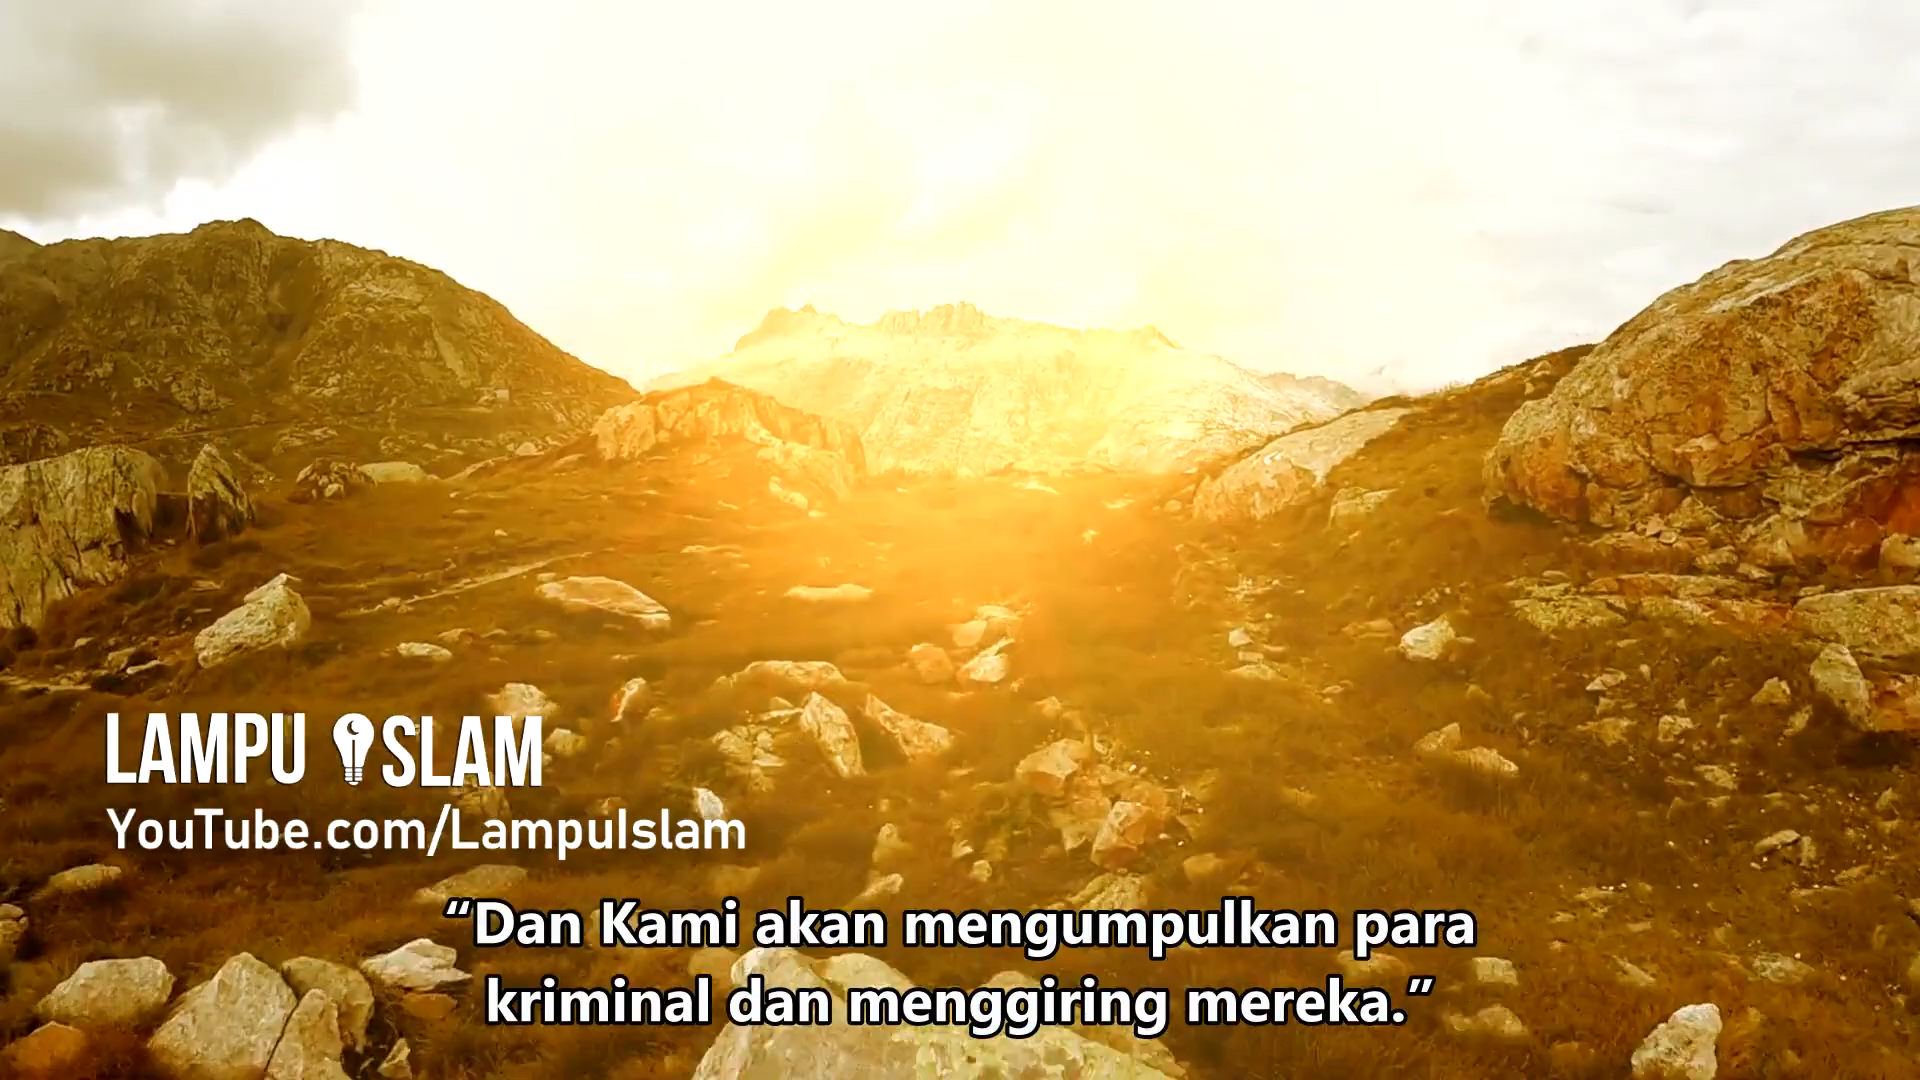 LAMPU ISLAM
YouTube.com/LampuIslam
“Dan Kami akan mengumpulkan para
kriminal dan menggiring mereka.”